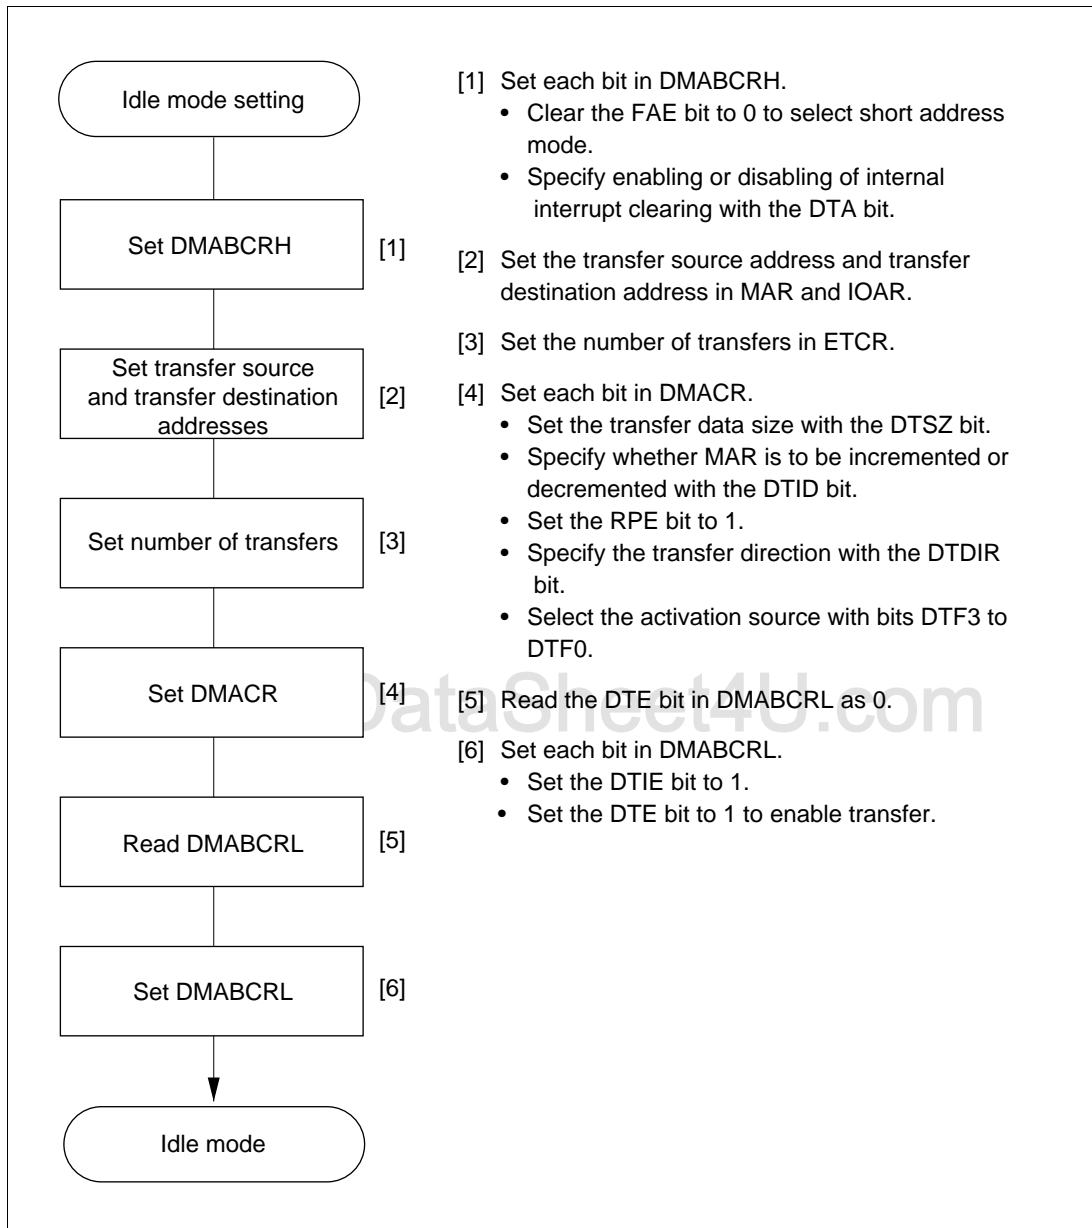 Idle mode setting
Set DMABCRH
[1]
Set transfer source
and transfer destination
addresses
[2]
Set number of transfers
[3]
Set DMACR
[4]
Read DMABCRL
[5]
Set DMABCRL
[6]
Idle mode
[1] Set each bit in DMABCRH.
• Clear the FAE bit to 0 to select short address
mode.
• Specify enabling or disabling of internal
interrupt clearing with the DTA bit.
[2] Set the transfer source address and transfer
destination address in MAR and IOAR.
[3] Set the number of transfers in ETCR.
[4] Set each bit in DMACR.
• Set the transfer data size with the DTSZ bit.
• Specify whether MAR is to be incremented or
decremented with the DTID bit.
• Set the RPE bit to 1.
• Specify the transfer direction with the DTDIR
bit.
• Select the activation source with bits DTF3 to
DTF0.
[5] Read the DTE bit in DMABCRL as 0.
[6] Set each bit in DMABCRL.
• Set the DTIE bit to 1.
• Set the DTE bit to 1 to enable transfer.
DataSheet4U.com